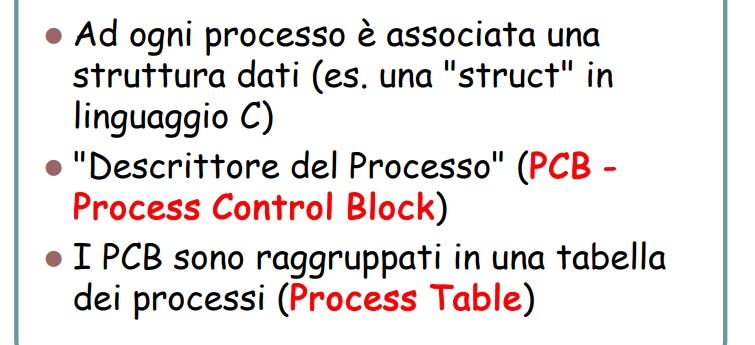 Ad ogni processo è associata una
struttura dati (es. una "struct" in
linguaggio C)
"Descrittore del Processo" (PCB -
Process Control Block)
I PCB sono raggruppati in una tabella
dei processi (Process Table)